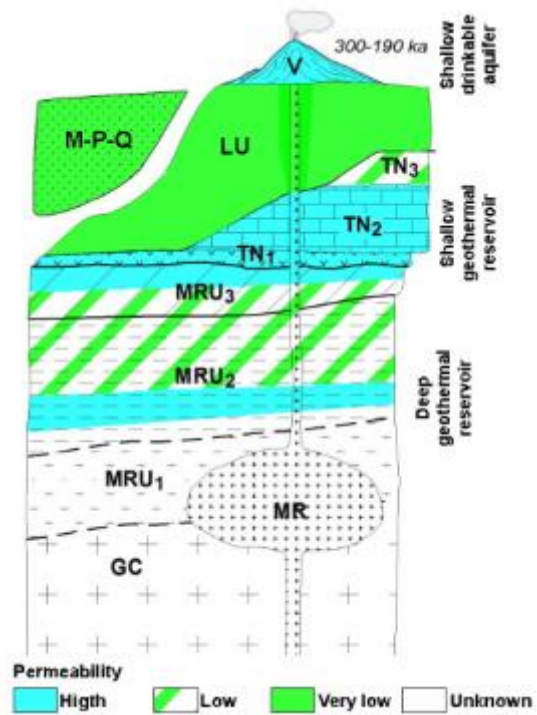 300-190 ka
V
Shallow
drinkable
aquifer
M-P-Q
LU
TN3
TN2
TN1
Shallow
geothermal
reservoir
MRU3
MRU2
Deep
geothermal
reservoir
MRU1
MR
GC
Permeability
Higth
Low
Very low
Unknown